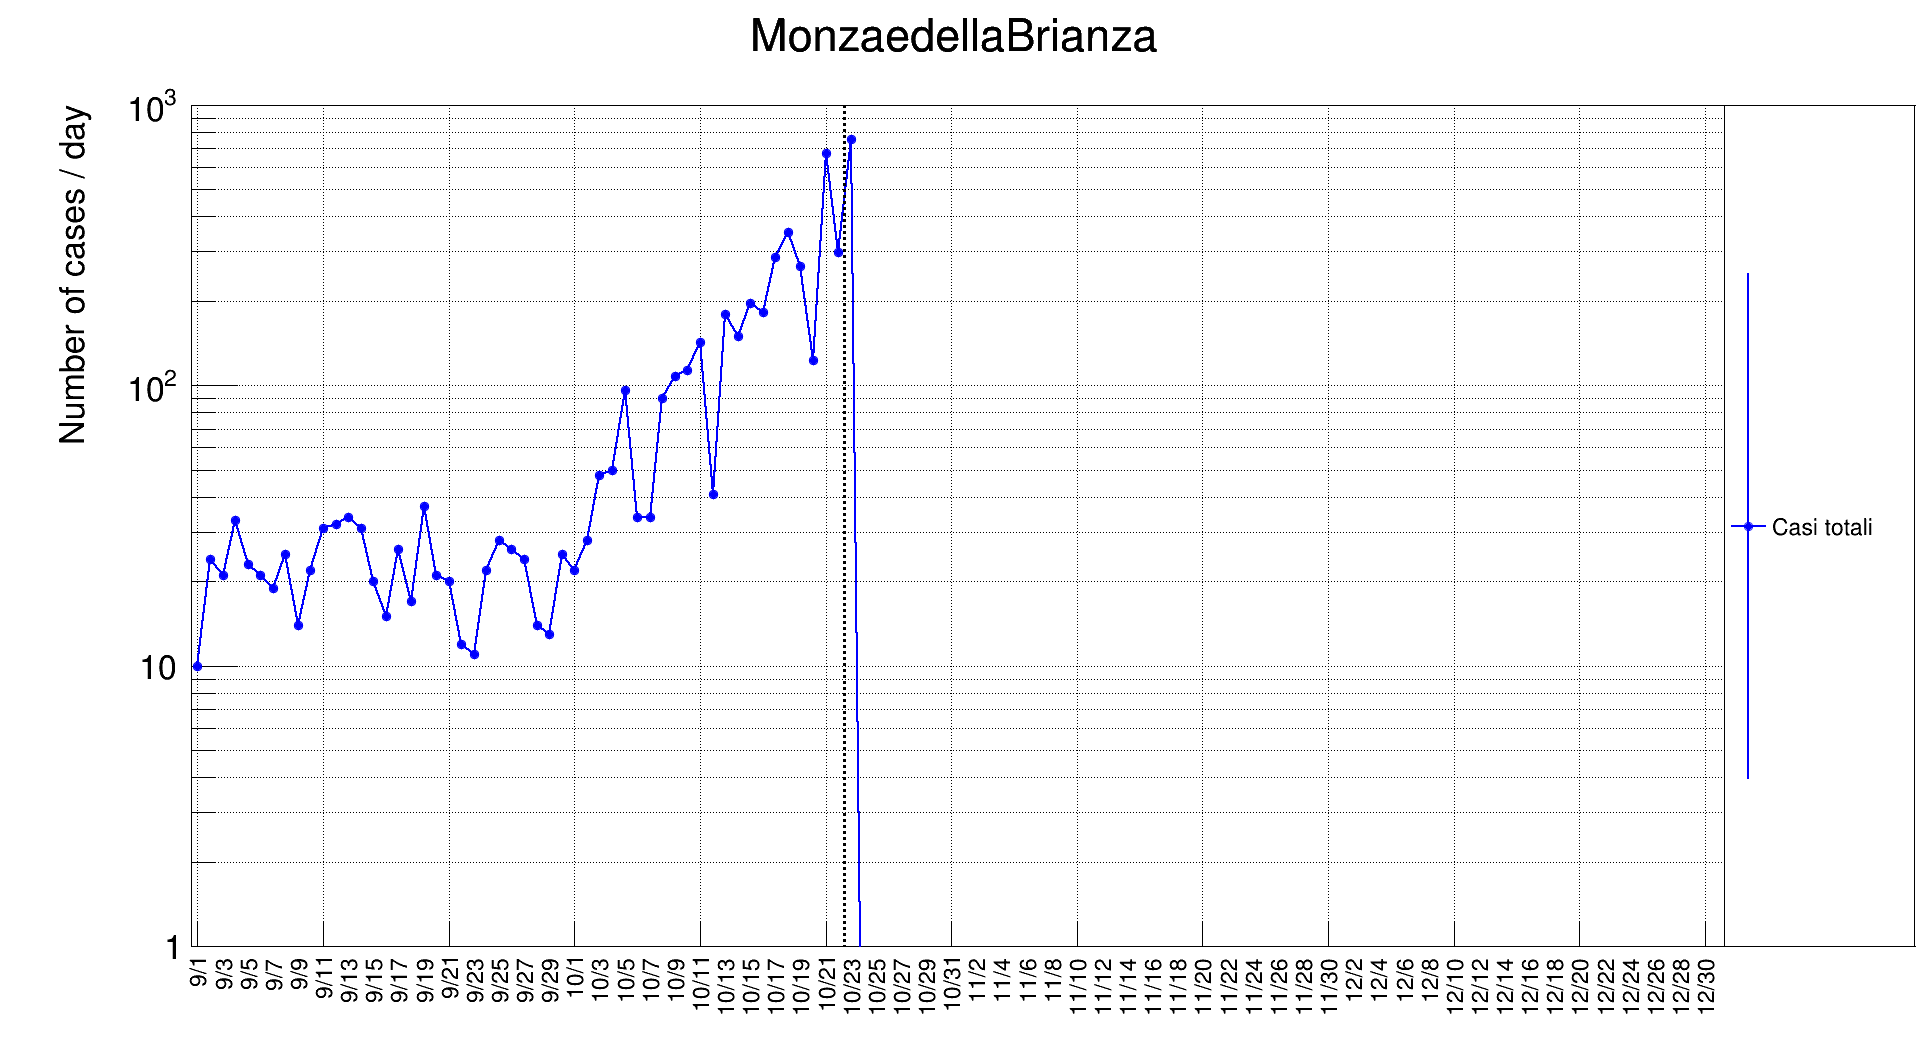 MonzaedellaBrianza
Number of cases / day
10³
10²
10
1
9/1 9/3 9/5 9/7 9/9 9/11 9/13 9/15 9/17 9/19 9/21 9/23 9/25 9/27 9/29 10/1 10/3 10/5 10/7 10/9 10/11 10/13 10/15 10/17 10/19 10/21 10/23 10/25 10/27 10/29 10/31 11/2 11/4 11/6 11/8 11/10 11/12 11/14 11/16 11/18 11/20 11/22 11/24 11/26 11/28 11/30 12/2 12/4 12/6 12/8 12/10 12/12 12/14 12/16 12/18 12/20 12/22 12/24 12/26 12/28 12/30
Casi totali